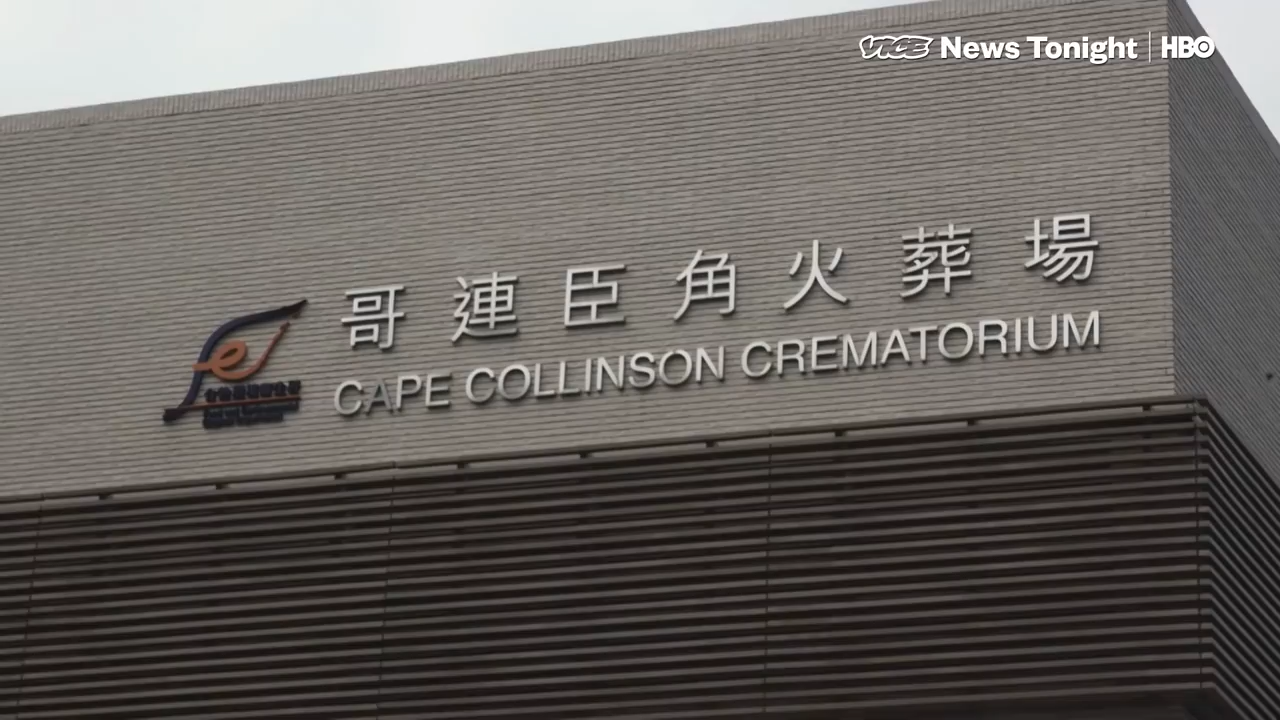 VICE News Tonight | HBO
哥連臣角火葬場
CAPE COLLINSON CREMATORIUM